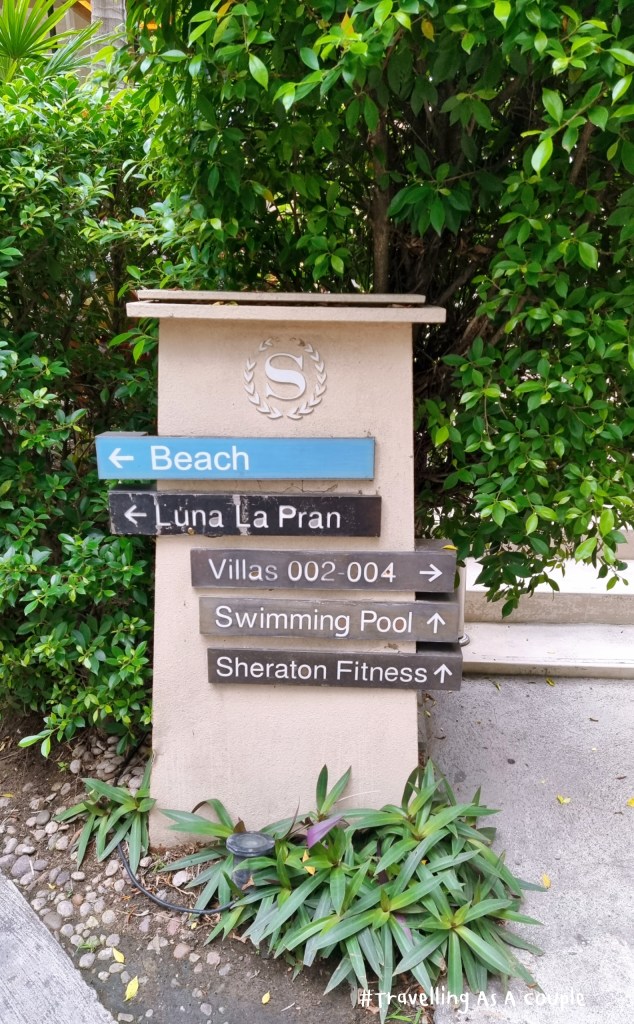 S
← Beach
← Luna La Pran
Villas 002-004 →
Swimming Pool ↑
Sheraton Fitness ↑
#Travelling As A Couple